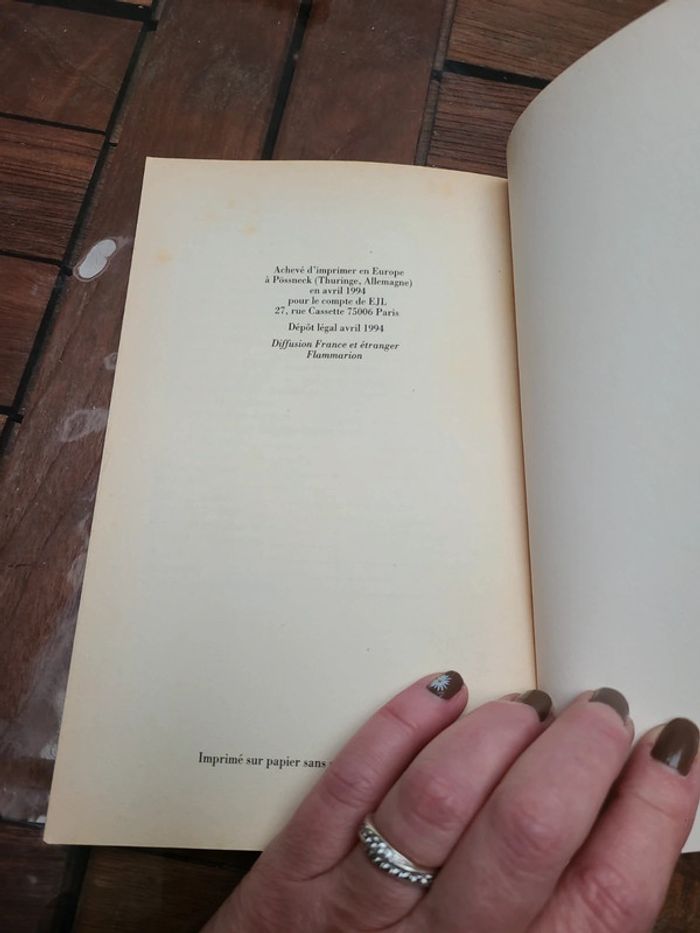 Achevé d'imprimer en Europe
à Pössneck (Thuringe, Allemagne)
en avril 1994
pour le compte de EJL
27, rue Cassette 75006 Paris
Dépôt légal avril 1994
Diffusion France et étranger
Flammarion
Imprimé sur papier sans